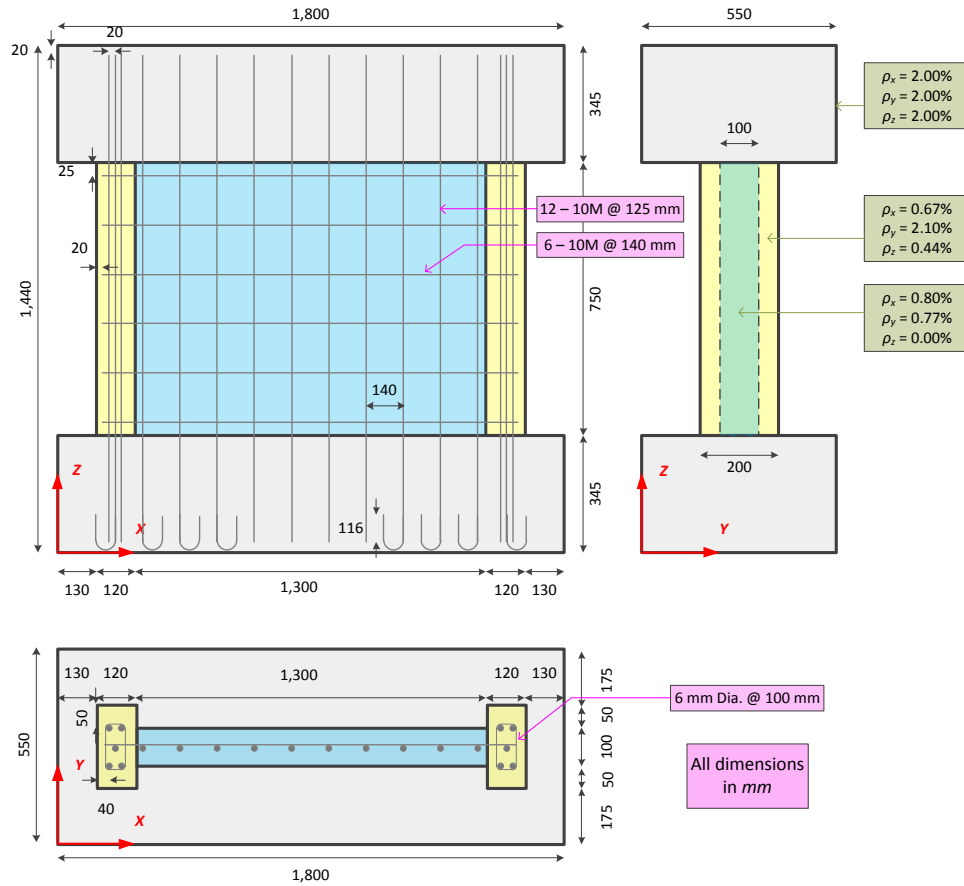 1,800
550
20
20
ρx = 2.00%
ρy = 2.00%
ρz = 2.00%
345
100
25
12 – 10M @ 125 mm
ρx = 0.67%
ρy = 2.10%
ρz = 0.44%
6 – 10M @ 140 mm
20
1,440
750
ρx = 0.80%
ρy = 0.77%
ρz = 0.00%
140
Z
Z
200
345
116
X
Y
130
120
1,300
120
130
130
120
1,300
120
130
175
6 mm Dia. @ 100 mm
50
50
550
100
Y
All dimensions
in mm
50
40
X
175
1,800